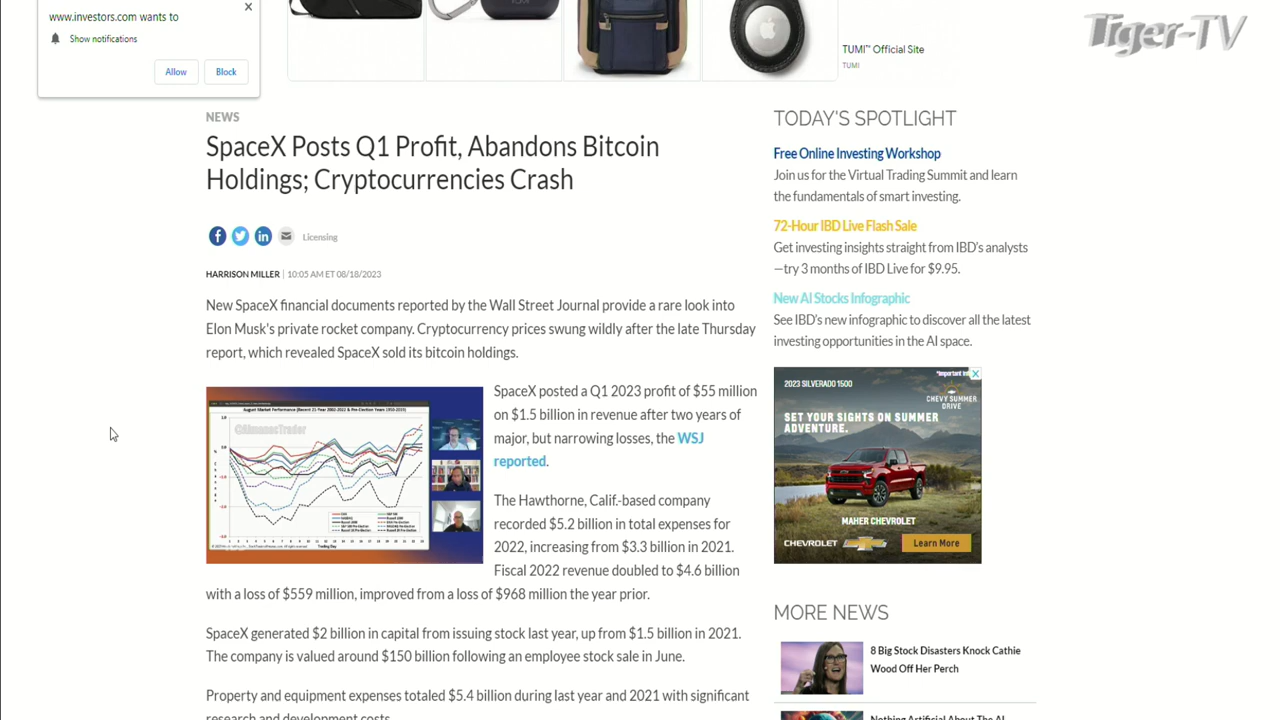 www.investors.com wants to
Show notifications
Allow
Block
Tiger-TV
TUMI™ Official Site
TUMI
NEWS
SpaceX Posts Q1 Profit, Abandons Bitcoin
Holdings; Cryptocurrencies Crash
Licensing
HARRISON MILLER | 10:05 AM ET 08/18/2023
New SpaceX financial documents reported by the Wall Street Journal provide a rare look into
Elon Musk's private rocket company. Cryptocurrency prices swung wildly after the late Thursday
report, which revealed SpaceX sold its bitcoin holdings.
August Market Performance (Recent 21 Year 2002-2022 & Pre-Election Years 1950-2019)
@AlmanacTrader
Trading Day
SpaceX posted a Q1 2023 profit of $55 million
on $1.5 billion in revenue after two years of
major, but narrowing losses, the WSJ
reported.
The Hawthorne, Calif.-based company
recorded $5.2 billion in total expenses for
2022, increasing from $3.3 billion in 2021.
Fiscal 2022 revenue doubled to $4.6 billion
with a loss of $559 million, improved from a loss of $968 million the year prior.
SpaceX generated $2 billion in capital from issuing stock last year, up from $1.5 billion in 2021.
The company is valued around $150 billion following an employee stock sale in June.
Property and equipment expenses totaled $5.4 billion during last year and 2021 with significant
research and development costs.
TODAY'S SPOTLIGHT
Free Online Investing Workshop
Join us for the Virtual Trading Summit and learn
the fundamentals of smart investing.
72-Hour IBD Live Flash Sale
Get investing insights straight from IBD's analysts
—try 3 months of IBD Live for $9.95.
New AI Stocks Infographic
See IBD's new infographic to discover all the latest
investing opportunities in the AI space.
2023 SILVERADO 1500
*Important In
CHEVY SUMMER
DRIVE
SET YOUR SIGHTS ON SUMMER
ADVENTURE.
MAHER CHEVROLET
CHEVROLET
Learn More
MORE NEWS
8 Big Stock Disasters Knock Cathie
Wood Off Her Perch
Nothing Artificial About The AI